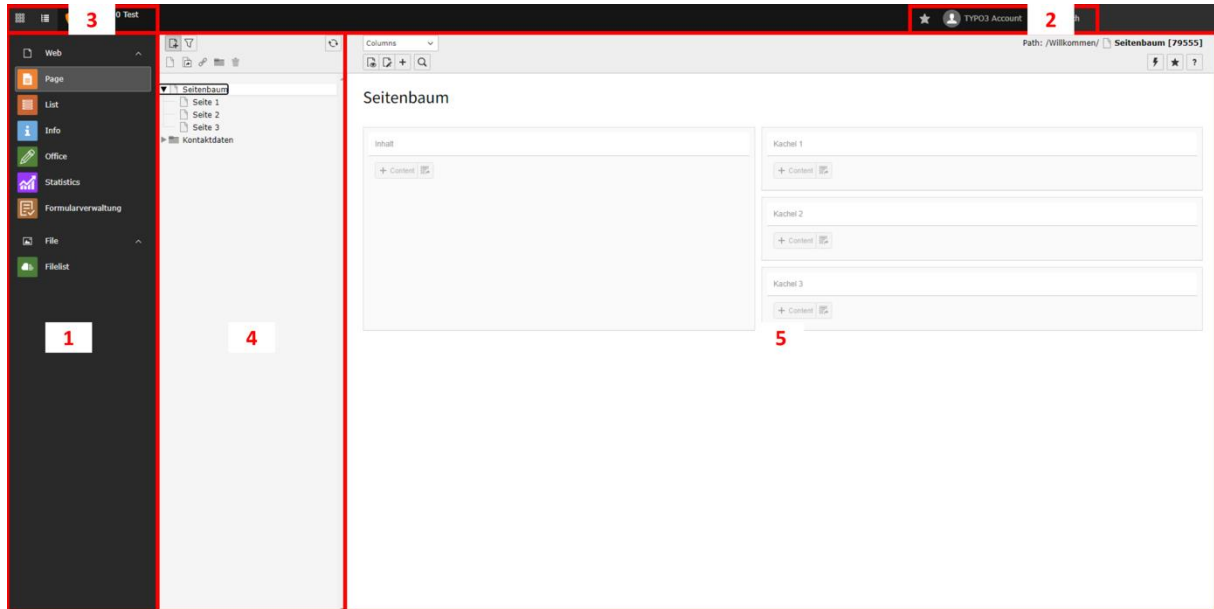 0 Test
3
TYPO3 Account
2
Web
Page
List
Info
Office
Statistics
Formularverwaltung
File
Filelist
1
Seitenbaum
Seite 1
Seite 2
Seite 3
Kontaktdaten
4
Columns
Path: /Willkommen/ Seitenbaum [79555]
?
Seitenbaum
Inhalt
+ Content
Kachel 1
+ Content
Kachel 2
+ Content
Kachel 3
+ Content
5